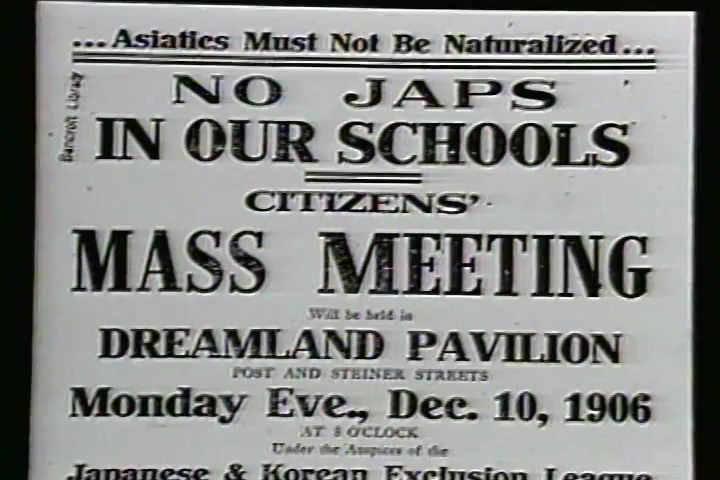 ...Asiatics Must Not Be Naturalized...
NO JAPS
IN OUR SCHOOLS
CITIZENS'
MASS MEETING
Will be held in
DREAMLAND PAVILION
POST AND STEINER STREETS
Monday Eve., Dec. 10, 1906
AT 8 O'CLOCK
Under the Auspices of the
Japanese & Korean Exclusion League
Bancroft Library